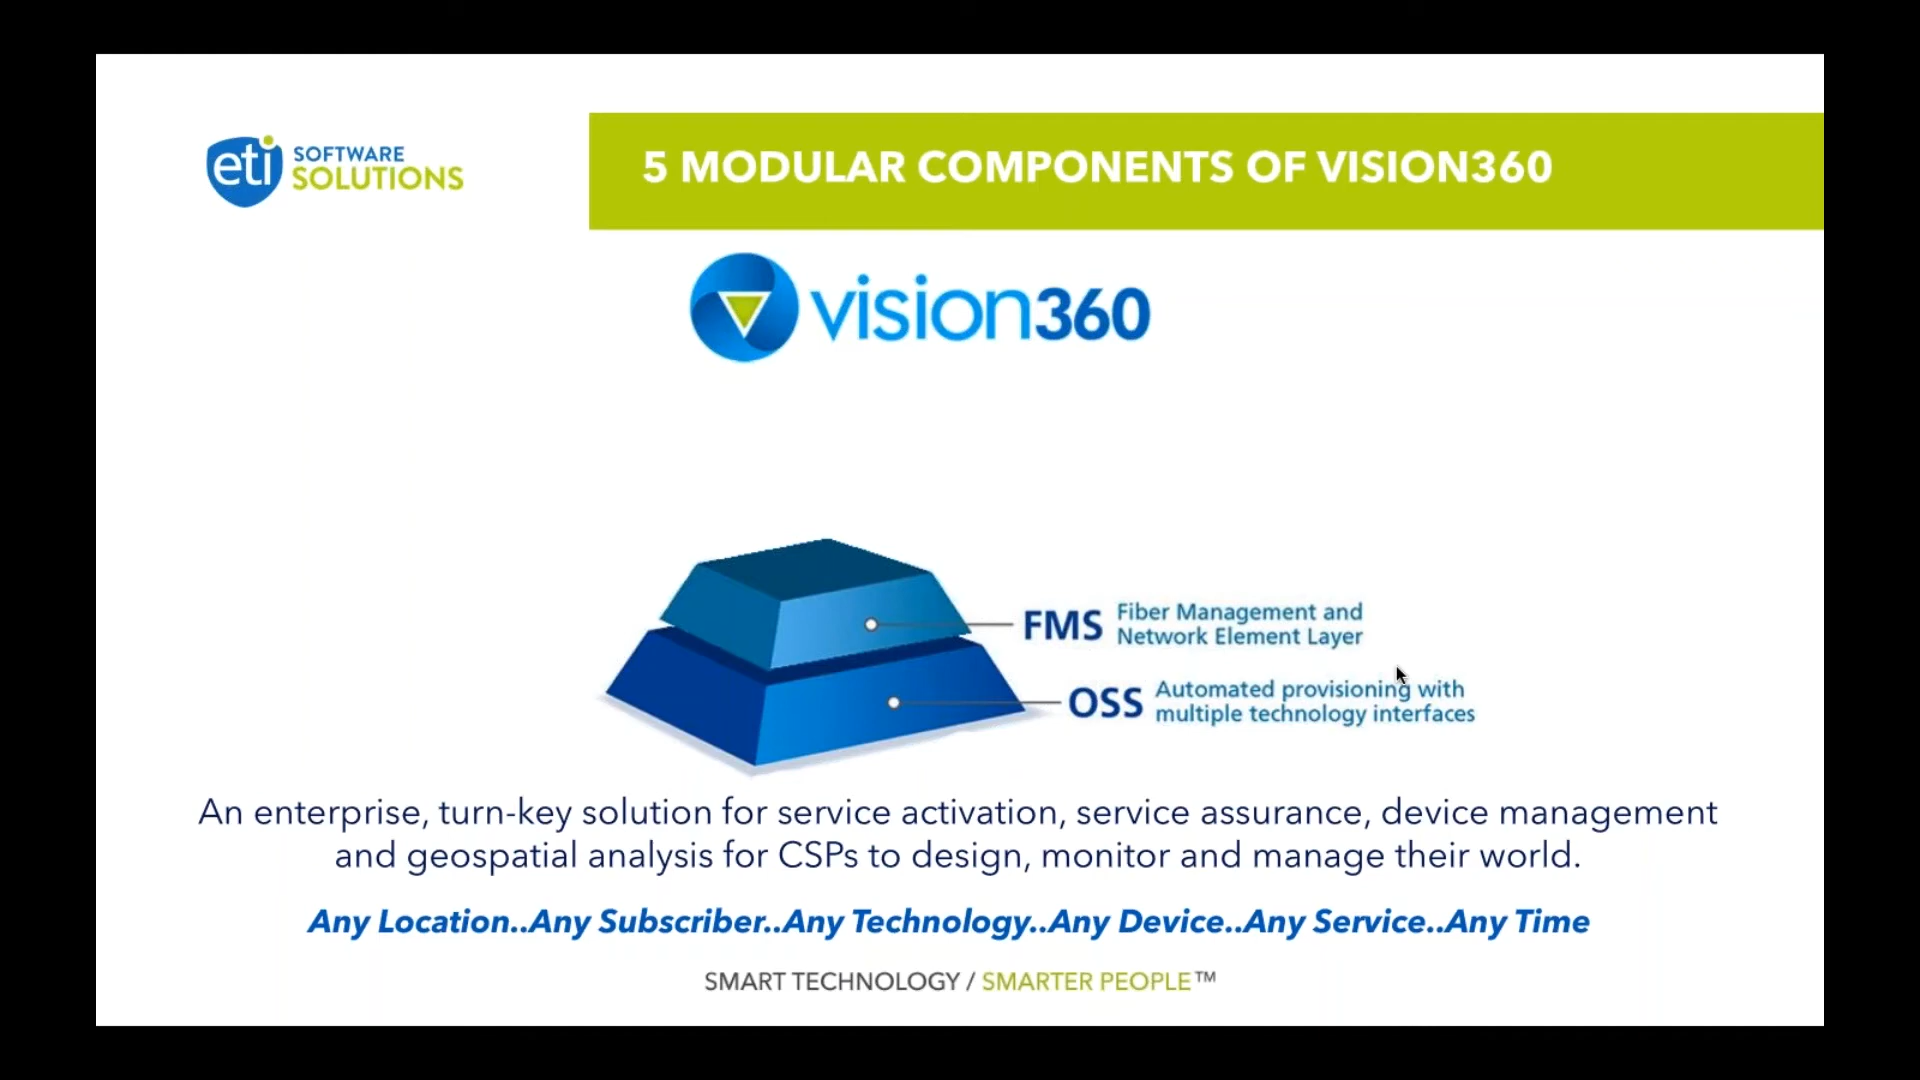 eti SOFTWARE
SOLUTIONS
5 MODULAR COMPONENTS OF VISION360
vision360
FMS Fiber Management and
Network Element Layer
OSS Automated provisioning with
multiple technology interfaces
An enterprise, turn-key solution for service activation, service assurance, device management
and geospatial analysis for CSPs to design, monitor and manage their world.
Any Location..Any Subscriber..Any Technology..Any Device..Any Service..Any Time
SMART TECHNOLOGY / SMARTER PEOPLE™